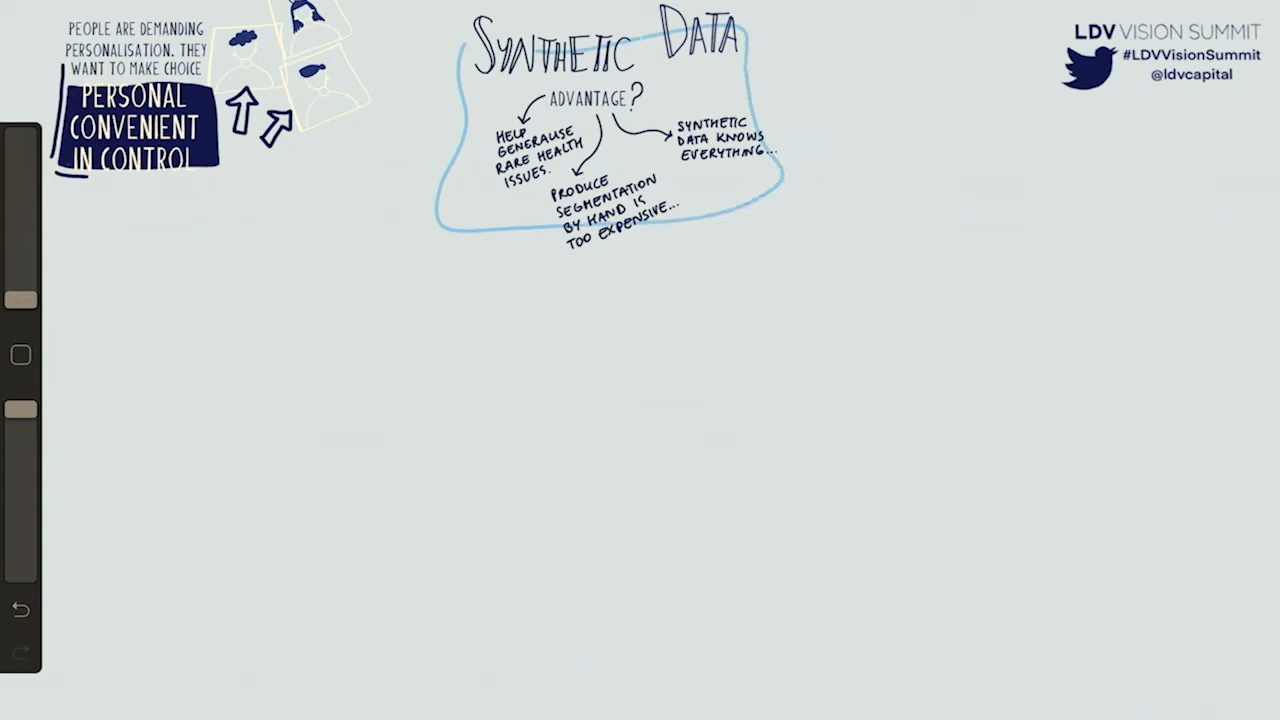 PEOPLE ARE DEMANDING
PERSONALISATION. THEY
WANT TO MAKE CHOICE
PERSONAL
CONVENIENT
IN CONTROL
SYNTHETIC DATA
ADVANTAGE?
HELP
GENERAUSE
RARE HEALTH
ISSUES.
PRODUCE
SEGMENTATION
BY HAND IS
TOO EXPENSIVE...
SYNTHETIC
DATA KNOWS
EVERYTHING...
LDV VISION SUMMIT
#LDVVisionSummit
@ldvcapital